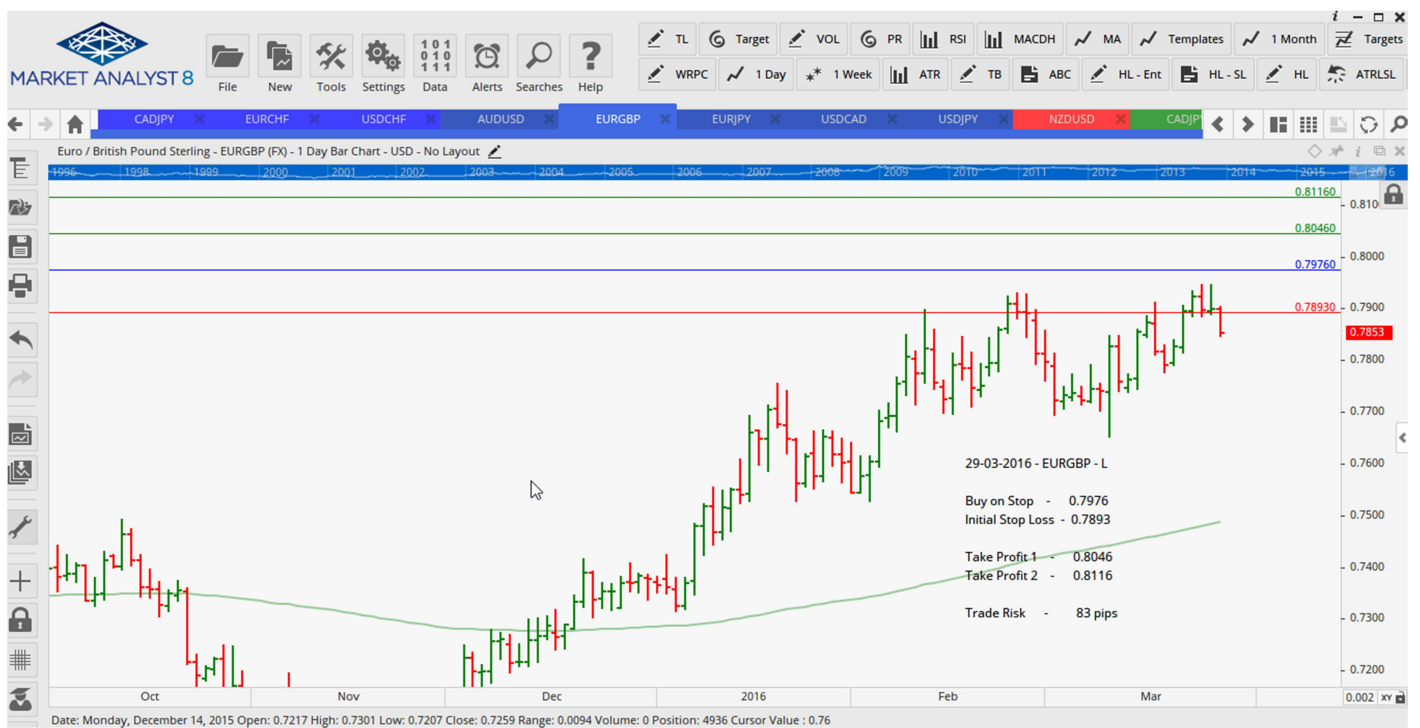 MARKET ANALYST 8
File New Tools Settings Data Alerts Searches Help
101
010
111
TL Target VOL PR RSI MACDH MA Templates 1 Month Targets
WRPC 1 Day 1 Week ATR TB ABC HL - Ent HL - SL HL ATRLSL
CADJPY EURCHF USDCHF AUDUSD EURGBP EURJPY USDCAD USDJPY NZDUSD CADJP
Euro / British Pound Sterling - EURGBP (FX) - 1 Day Bar Chart - USD - No Layout
1996 1998 1999 2000 2001 2002 2003 2004 2005 2006 2007 2008 2009 2010 2011 2012 2013 2014 2015 2016
0.81160
0.810
0.80460
0.8000
0.79760
0.7900
0.78930
0.7853
0.7800
0.7700
0.7600
0.7500
0.7400
0.7300
0.7200
29-03-2016 - EURGBP - L
Buy on Stop - 0.7976
Initial Stop Loss - 0.7893
Take Profit 1 - 0.8046
Take Profit 2 - 0.8116
Trade Risk - 83 pips
Oct Nov Dec 2016 Feb Mar
0.002 XY
Date: Monday, December 14, 2015 Open: 0.7217 High: 0.7301 Low: 0.7207 Close: 0.7259 Range: 0.0094 Volume: 0 Position: 4936 Cursor Value : 0.76